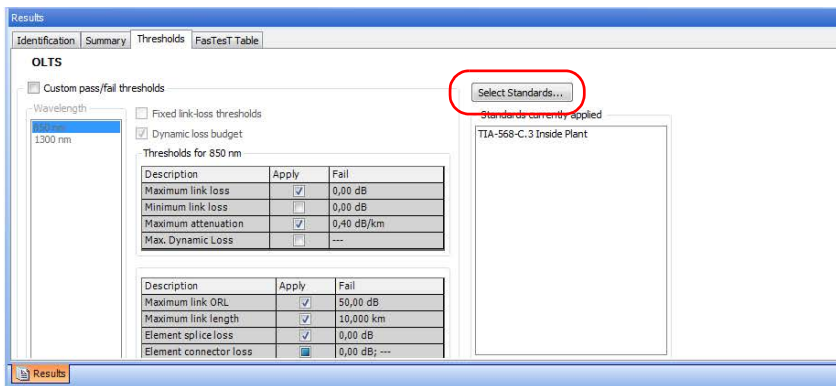 Results
Identification Summary Thresholds FasTesT Table
OLTS
Custom pass/fail thresholds
Select Standards...
Wavelength
850 nm
1300 nm
Fixed link-loss thresholds
Dynamic loss budget
Thresholds for 850 nm
Description Apply Fail
Maximum link loss 0,00 dB
Minimum link loss 0,00 dB
Maximum attenuation 0,40 dB/km
Max. Dynamic Loss ---
Description Apply Fail
Maximum link ORL 50,00 dB
Maximum link length 10,000 km
Element splice loss 0,00 dB
Element connector loss 0,00 dB; ---
Standards currently applied
TIA-568-C.3 Inside Plant
Results